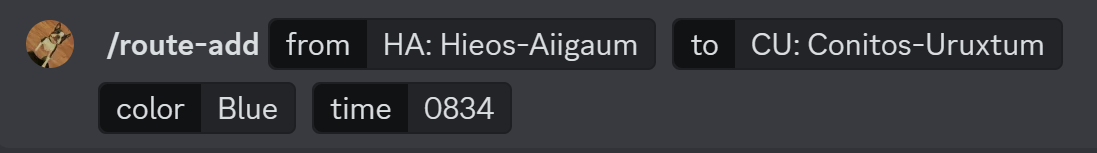 /route-add from HA: Hieos-Aiigaum to CU: Conitos-Uruxtum
color Blue time 0834